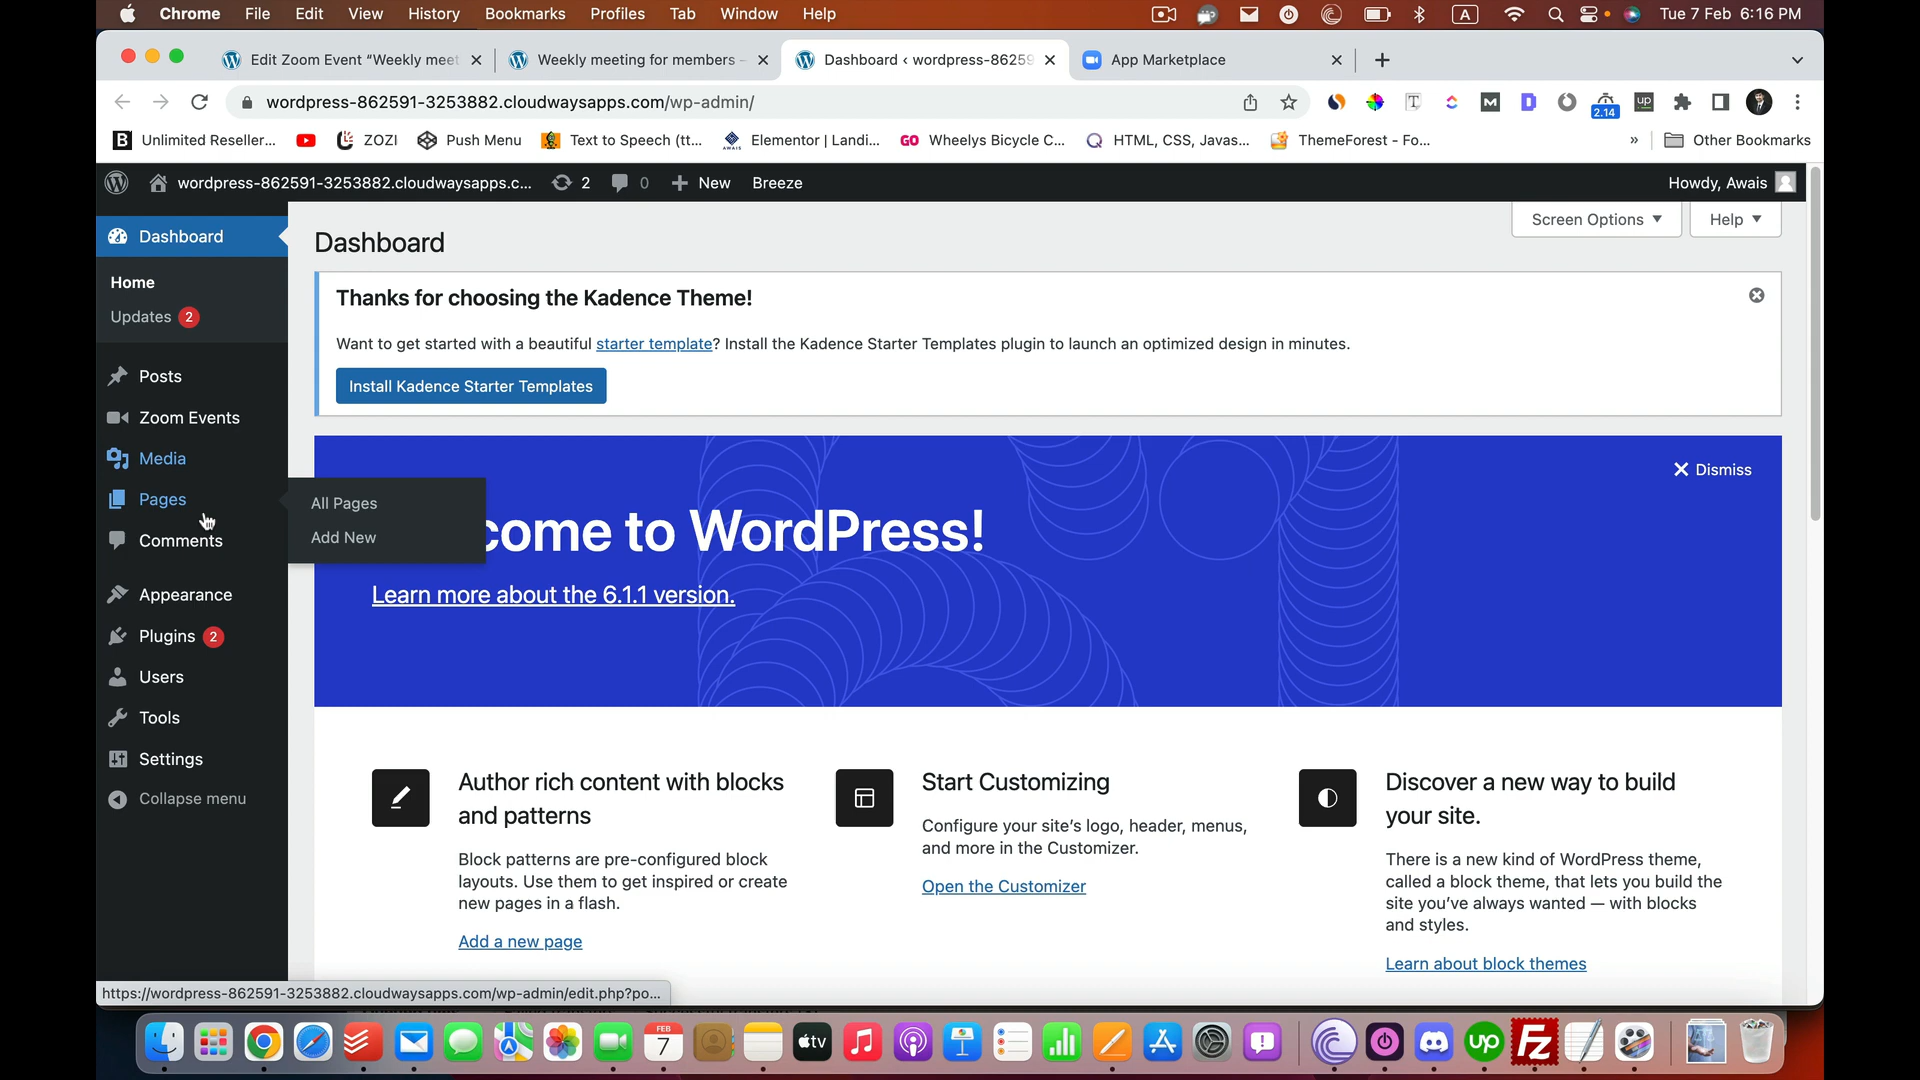 Chrome File Edit View History Bookmarks Profiles Tab Window Help A Tue 7 Feb 6:16 PM
Edit Zoom Event "Weekly meet Weekly meeting for members - Dashboard ‹ wordpress-86259 App Marketplace
wordpress-862591-3253882.cloudwaysapps.com/wp-admin/ 2.14
Unlimited Reseller... ZOZI Push Menu Text to Speech (tt... Elementor | Landi... GO Wheelys Bicycle C... HTML, CSS, Javas... ThemeForest - Fo... » Other Bookmarks
wordpress-862591-3253882.cloudwaysapps.c... 2 0 New Breeze Howdy, Awais
Screen Options Help
Dashboard
Home
Updates 2
Posts
Zoom Events
Media
Pages
Comments
Appearance
Plugins 2
Users
Tools
Settings
Collapse menu
All Pages
Add New
Dashboard
Thanks for choosing the Kadence Theme!
Want to get started with a beautiful starter template? Install the Kadence Starter Templates plugin to launch an optimized design in minutes.
Install Kadence Starter Templates
Dismiss
come to WordPress!
Learn more about the 6.1.1 version.
Author rich content with blocks
and patterns
Block patterns are pre-configured block
layouts. Use them to get inspired or create
new pages in a flash.
Add a new page
Start Customizing
Configure your site's logo, header, menus,
and more in the Customizer.
Open the Customizer
Discover a new way to build
your site.
There is a new kind of WordPress theme,
called a block theme, that lets you build the
site you've always wanted — with blocks
and styles.
Learn about block themes
https://wordpress-862591-3253882.cloudwaysapps.com/wp-admin/edit.php?po...
FEB
7
tv
up
Fz